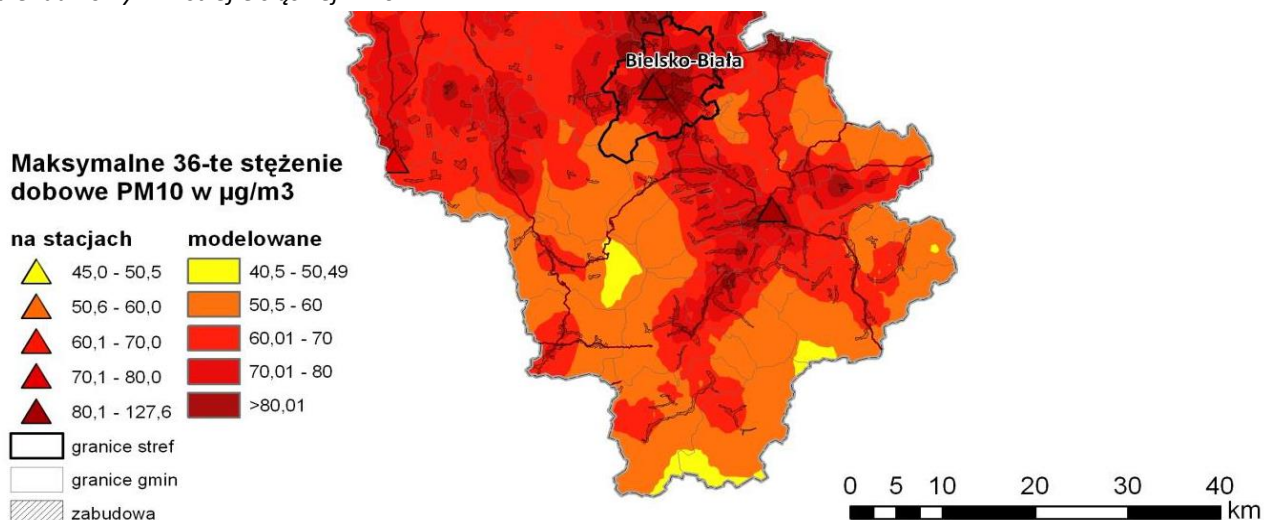 Bielsko-Biała
Maksymalne 36-te stężenie
dobowe PM10 w µg/m3
na stacjach
modelowane
45,0 - 50,5
40,5 - 50,49
50,6 - 60,0
50,5 - 60
60,1 - 70,0
60,01 - 70
70,1 - 80,0
70,01 - 80
80,1 - 127,6
>80,01
granice stref
granice gmin
zabudowa
0 5 10 20 30 40
km